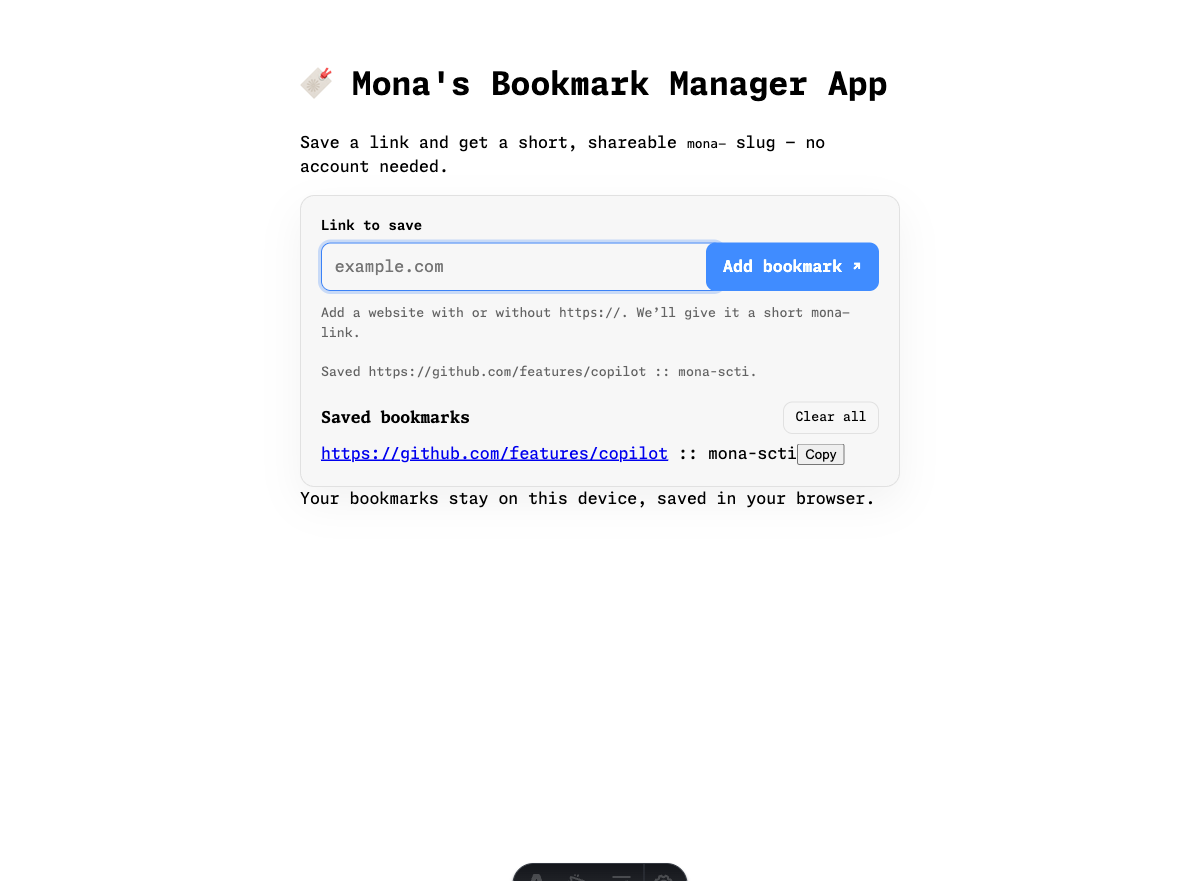 Mona's Bookmark Manager App
Save a link and get a short, shareable mona- slug — no
account needed.
Link to save
example.com
Add bookmark ↗
Add a website with or without https://. We’ll give it a short mona-
link.
Saved https://github.com/features/copilot :: mona-scti.
Saved bookmarks
Clear all
https://github.com/features/copilot :: mona-scti Copy
Your bookmarks stay on this device, saved in your browser.